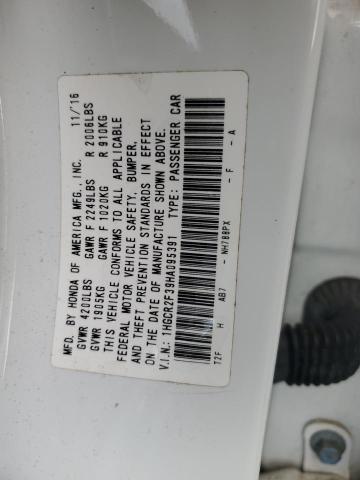 MFD. BY HONDA OF AMERICA MFG., INC. 11/'16
GVWR 4200LBS GAWR F 2249LBS R 2006LBS
GVWR 1905KG GAWR F 1020KG R 910KG
THIS VEHICLE CONFORMS TO ALL APPLICABLE
FEDERAL MOTOR VEHICLE SAFETY, BUMPER,
AND THEFT PREVENTION STANDARDS IN EFFECT
ON THE DATE OF MANUFACTURE SHOWN ABOVE.
V.I.N.: 1HGCR2F39HA095391 TYPE: PASSENGER CAR
T2F H AB7 - NH788PX - F - A